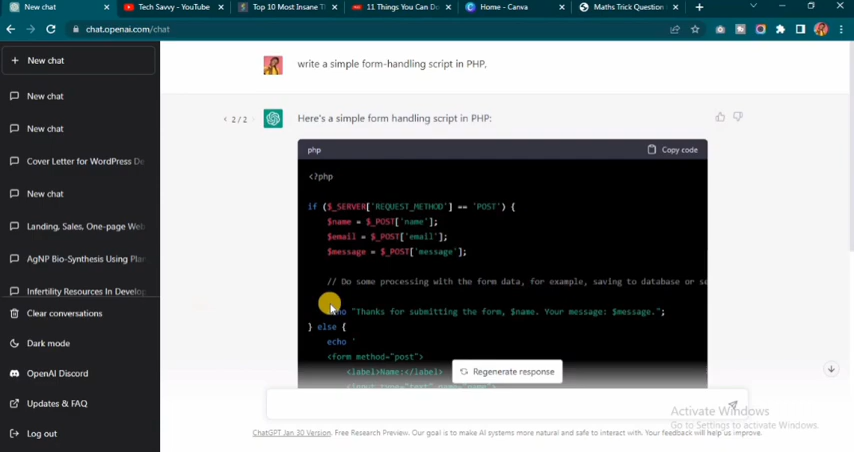 New chat
Tech Savvy - YouTube
Top 10 Most Insane
11 Things You Can Do
Home - Canva
Maths Trick Question
chat.openai.com/chat
New chat
New chat
New chat
Cover Letter for WordPress De
New chat
Landing, Sales, One-page Web
AgNP Bio-Synthesis Using Plan
Infertility Resources In Develop
Clear conversations
Dark mode
OpenAI Discord
Updates & FAQ
Log out
write a simple form-handling script in PHP.
2 / 2
Here's a simple form handling script in PHP:
php
Copy code
<?php
if ($_SERVER['REQUEST_METHOD'] == 'POST') {
$name = $_POST['name'];
$email = $_POST['email'];
$message = $_POST['message'];
// Do some processing with the form data, for example, saving to database or se
echo "Thanks for submitting the form, $name. Your message: $message.";
} else {
echo '
<form method="post">
<label>Name:</label>
<input type="text" name="name">
Regenerate response
Activate Windows
Go to Settings to activate Windows.
ChatGPT Jan 30 Version. Free Research Preview. Our goal is to make AI systems more natural and safe to interact with. Your feedback will help us improve.